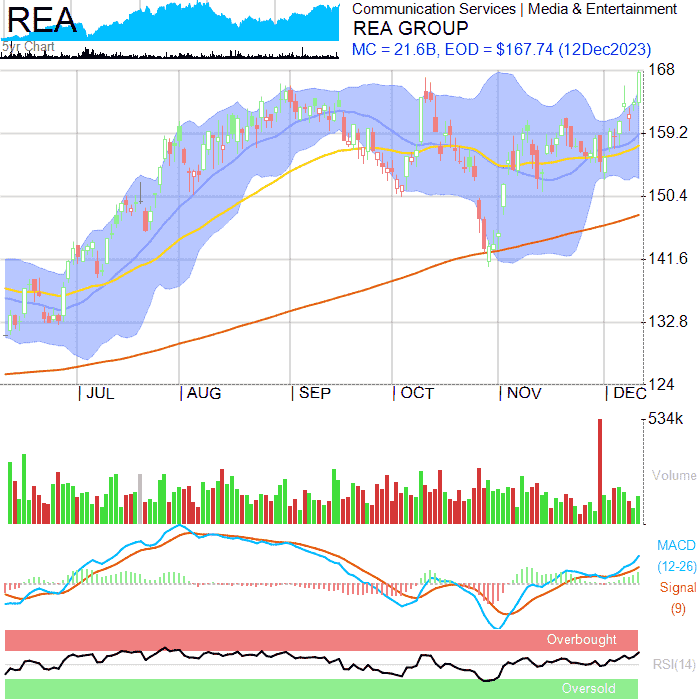 REA
5yr Chart
Communication Services | Media & Entertainment
REA GROUP
MC = 21.6B, EOD = $167.74 (12Dec2023)
168
159.2
150.4
141.6
132.8
124
| JUL | AUG | SEP | OCT | NOV | DEC
534k
Volume
MACD
(12-26)
Signal
(9)
Overbought
RSI(14)
Oversold